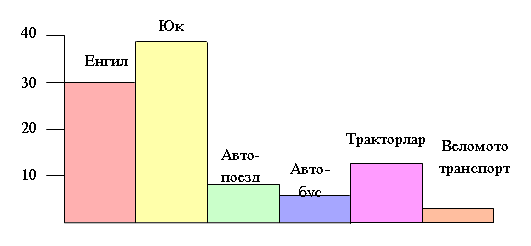 40
Юк
Енгил
30
20
Тракторлар
Веломото
транспорт
Авто-
поезд
Авто-
бус
10